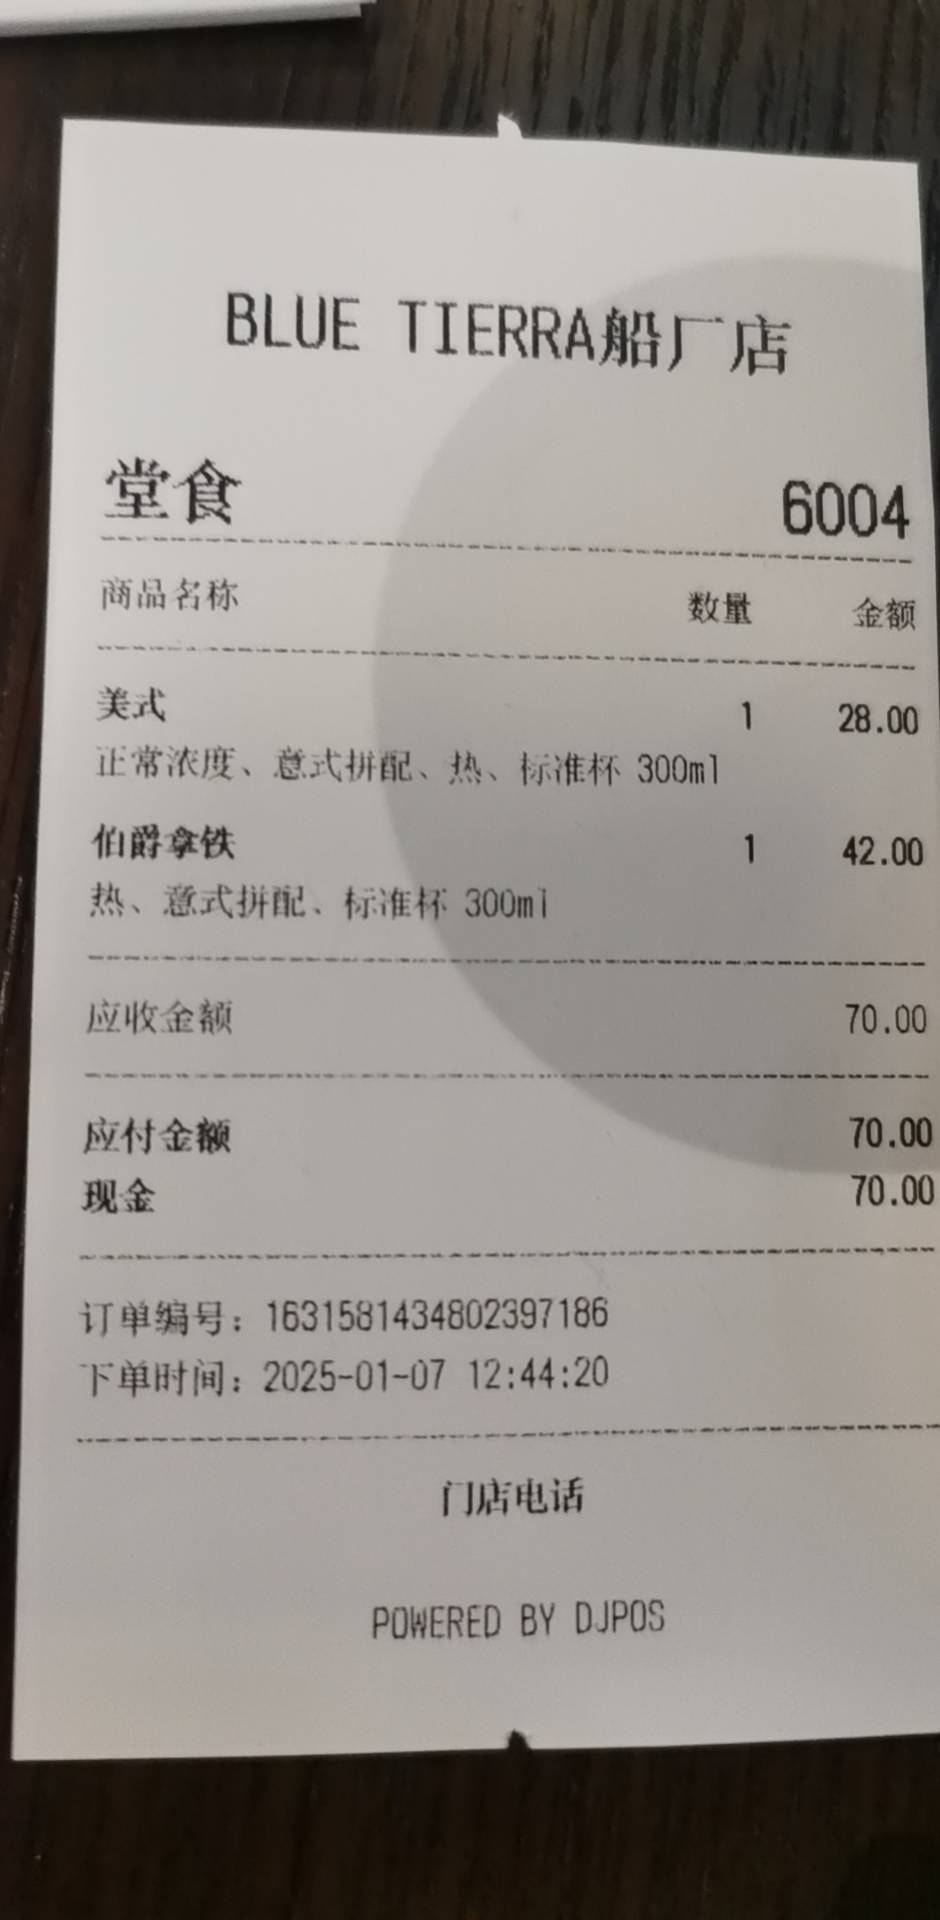 BLUE TIERRA船厂店
堂食 6004
商品名称 数量 金额
美式 1 28.00
正常浓度、意式拼配、热、标准杯 300ml
伯爵拿铁 1 42.00
热、意式拼配、标准杯 300ml
应收金额 70.00
应付金额 70.00
现金 70.00
订单编号：1631581434802397186
下单时间：2025-01-07 12:44:20
门店电话
POWERED BY DJPOS